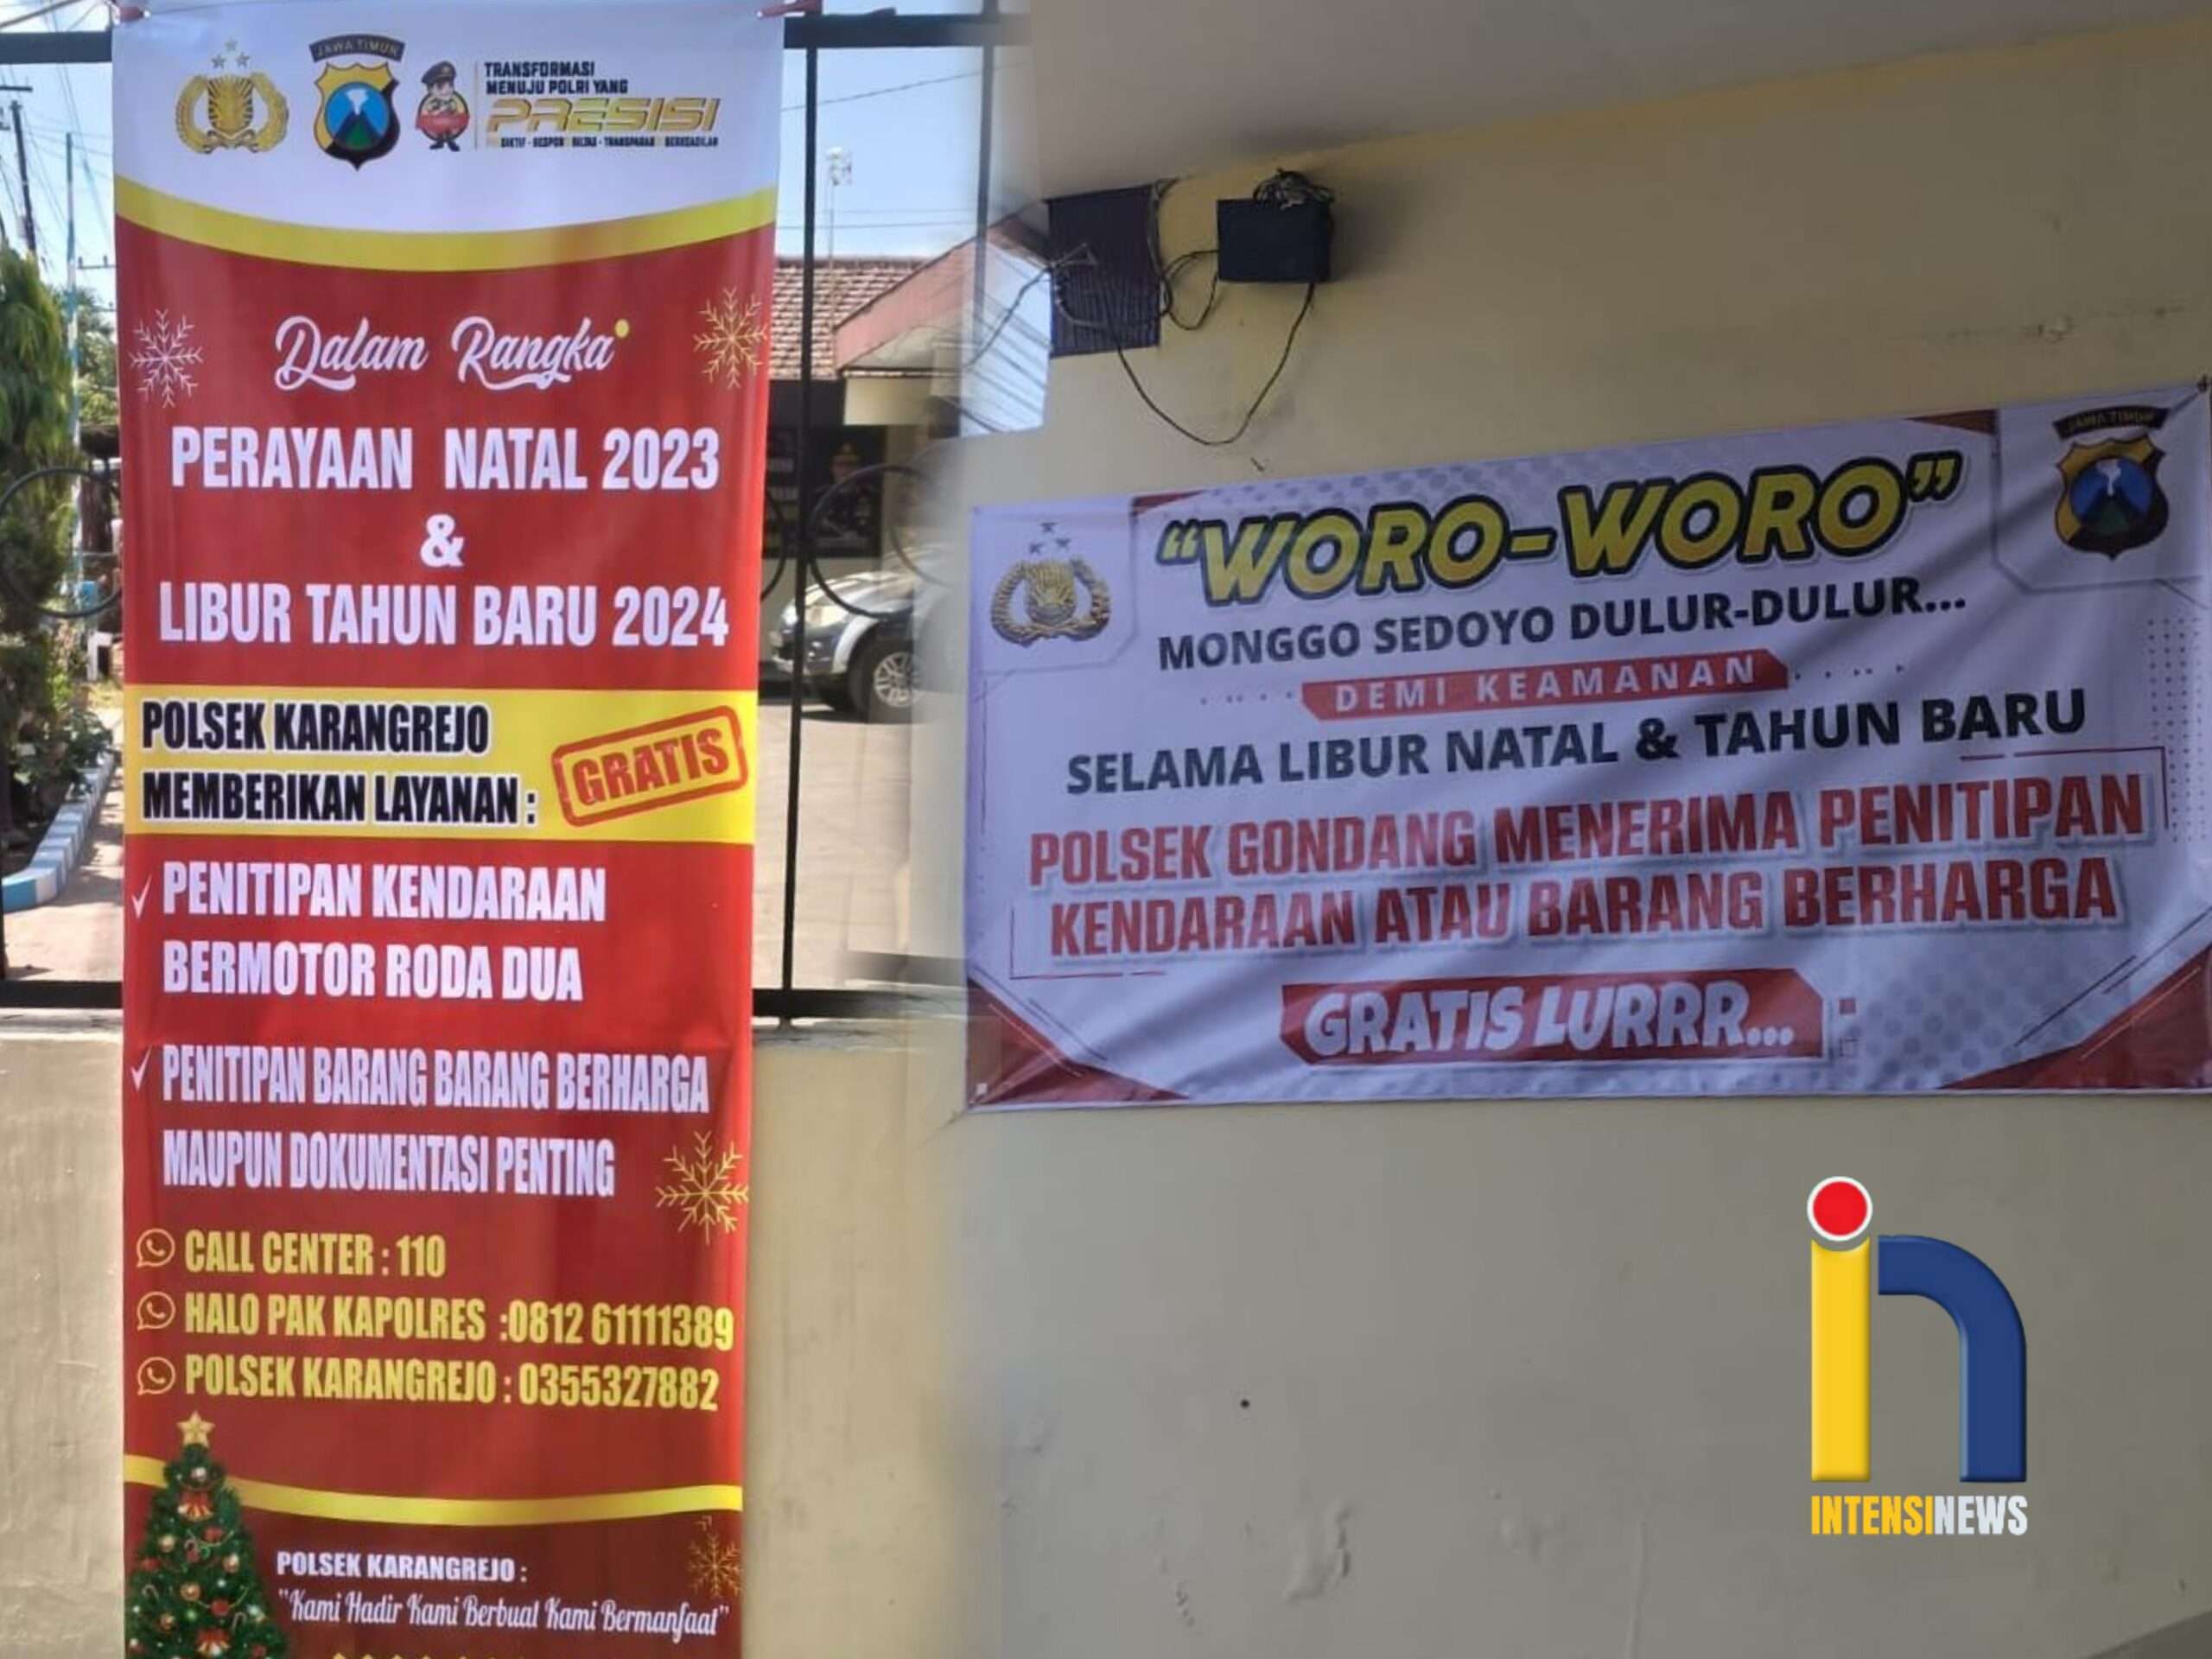 JAWA TIMUR
TRANSFORMASI
MENUJU POLRI YANG
PRESISI
Dalam Rangka
PERAYAAN NATAL 2023
&
LIBUR TAHUN BARU 2024
POLSEK KARANGREJO
MEMBERIKAN LAYANAN :
GRATIS
PENITIPAN KENDARAAN
BERMOTOR RODA DUA
PENITIPAN BARANG BARANG BERHARGA
MAUPUN DOKUMENTASI PENTING
CALL CENTER : 110
HALO PAK KAPOLRES :0812 61111389
POLSEK KARANGREJO : 0355327882
POLSEK KARANGREJO :
"Kami Hadir Kami Berbuat Kami Bermanfaat"
JAWA TIMUR
"WORO-WORO"
MONGGO SEDOYO DULUR-DULUR...
DEMI KEAMANAN
SELAMA LIBUR NATAL & TAHUN BARU
POLSEK GONDANG MENERIMA PENITIPAN
KENDARAAN ATAU BARANG BERHARGA
GRATIS LURRR...
in
INTENSINEWS